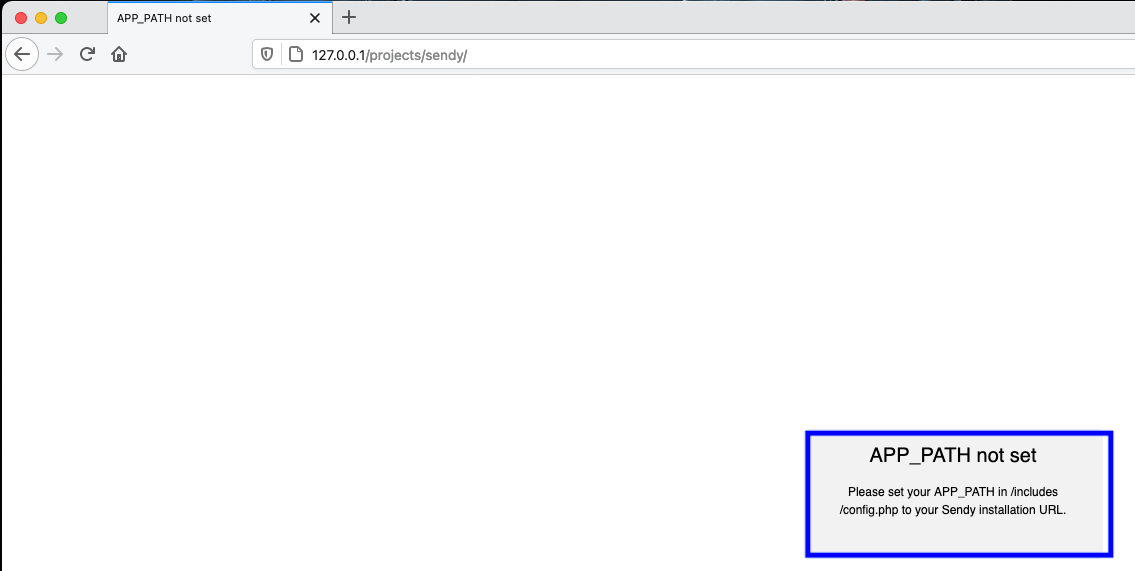 APP_PATH not set
127.0.0.1/projects/sendy/
APP_PATH not set
Please set your APP_PATH in /includes
/config.php to your Sendy installation URL.